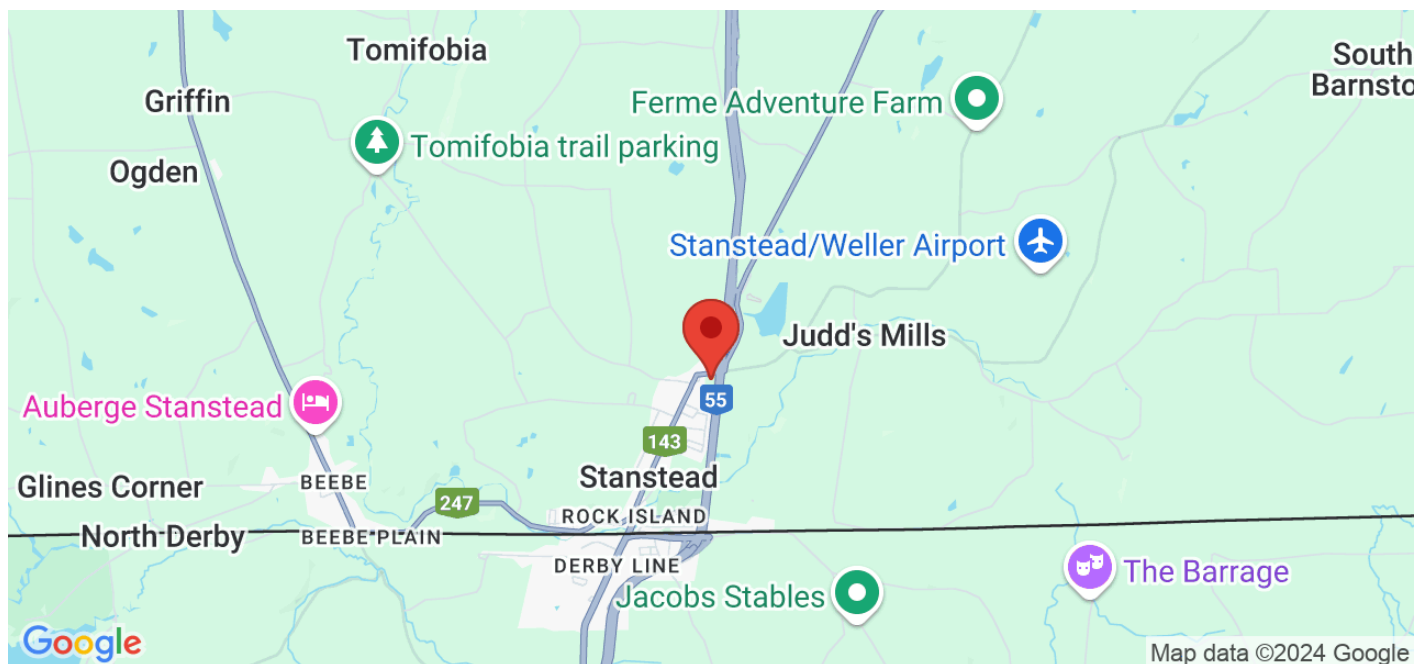 Tomifobia
South
Barnsto
Griffin
Ferme Adventure Farm
Tomifobia trail parking
Ogden
Stanstead/Weller Airport
Judd's Mills
Auberge Stanstead
55
143
Stanstead
Glines Corner
BEEBE
247
ROCK ISLAND
North Derby
BEEBE PLAIN
DERBY LINE
The Barrage
Jacobs Stables
Google
Map data ©2024 Google